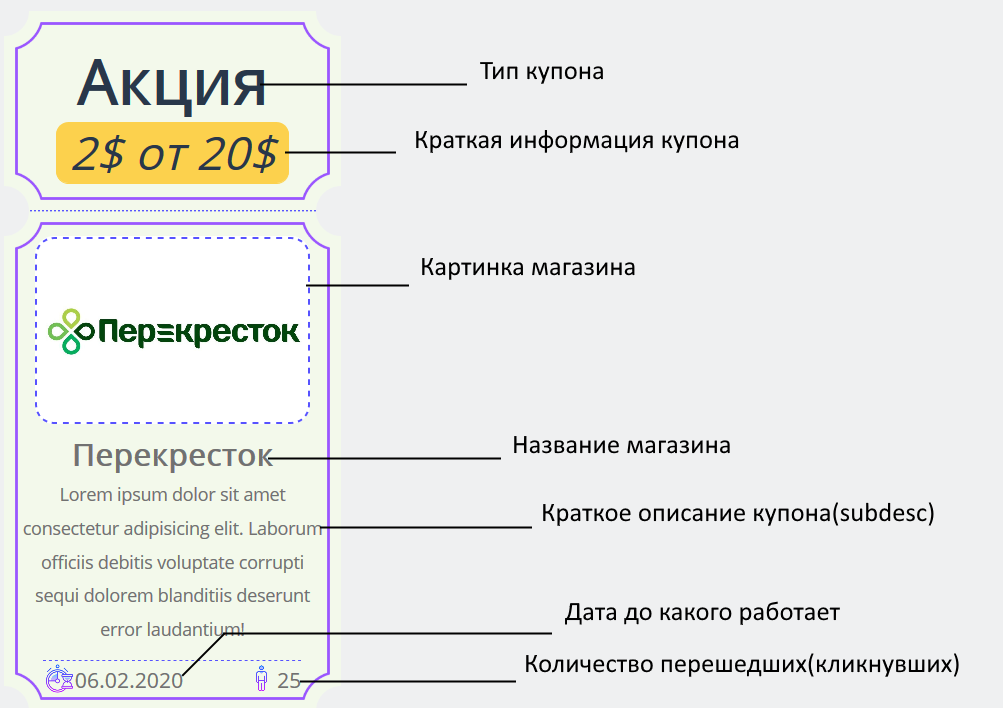 Акция
Тип купона
2$ от 20$
Краткая информация купона
Картинка магазина
Перекресток
Перекресток
Название магазина
Lorem ipsum dolor sit amet
consectetur adipisicing elit. Laborum
Краткое описание купона(subdesc)
officiis debitis voluptate corrupti
sequi dolorem blanditiis deserunt
error laudantium!
Дата до какого работает
Количество перешедших(кликнувших)
06.02.2020
25